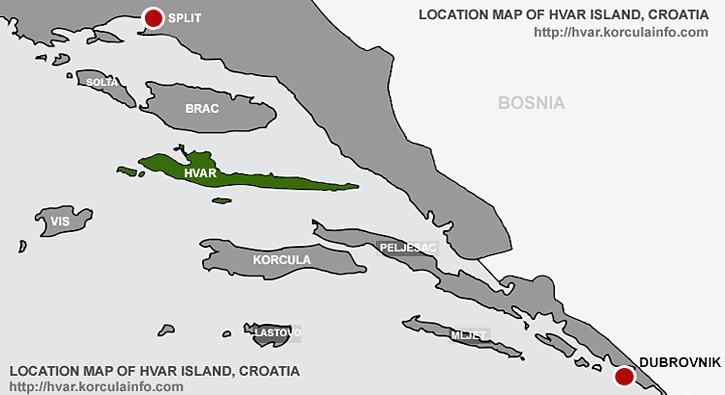 SPLIT
LOCATION MAP OF HVAR ISLAND, CROATIA
http://hvar.korculainfo.com
SOLTA
BRAC
BOSNIA
HVAR
VIS
PELJESAC
KORCULA
LASTOVO
MLJET
DUBROVNIK
LOCATION MAP OF HVAR ISLAND, CROATIA
http://hvar.korculainfo.com